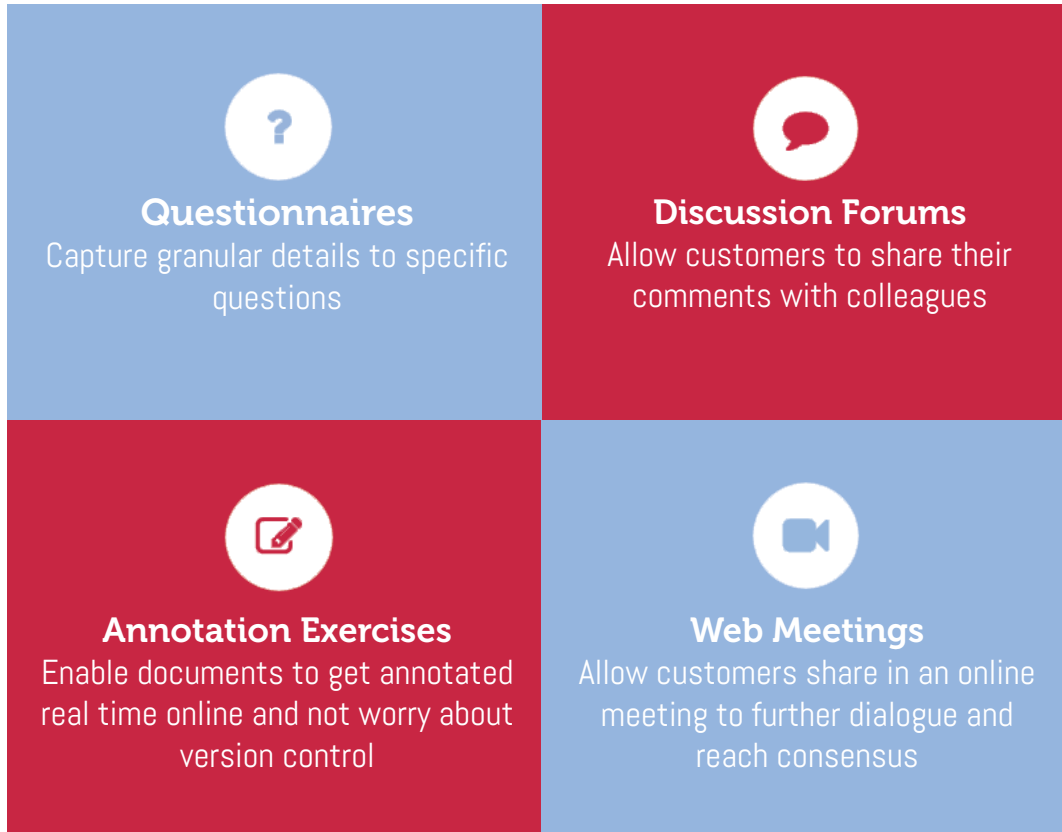 Questionnaires
Capture granular details to specific
questions
Discussion Forums
Allow customers to share their
comments with colleagues
Annotation Exercises
Enable documents to get annotated
real time online and not worry about
version control
Web Meetings
Allow customers share in an online
meeting to further dialogue and
reach consensus